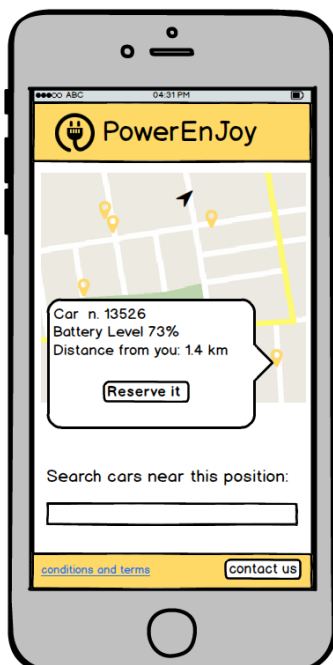 ABC 04:31 PM
PowerEnJoy
Car n. 13526
Battery Level 73%
Distance from you: 1.4 km
Reserve it
Search cars near this position:
conditions and terms
contact us